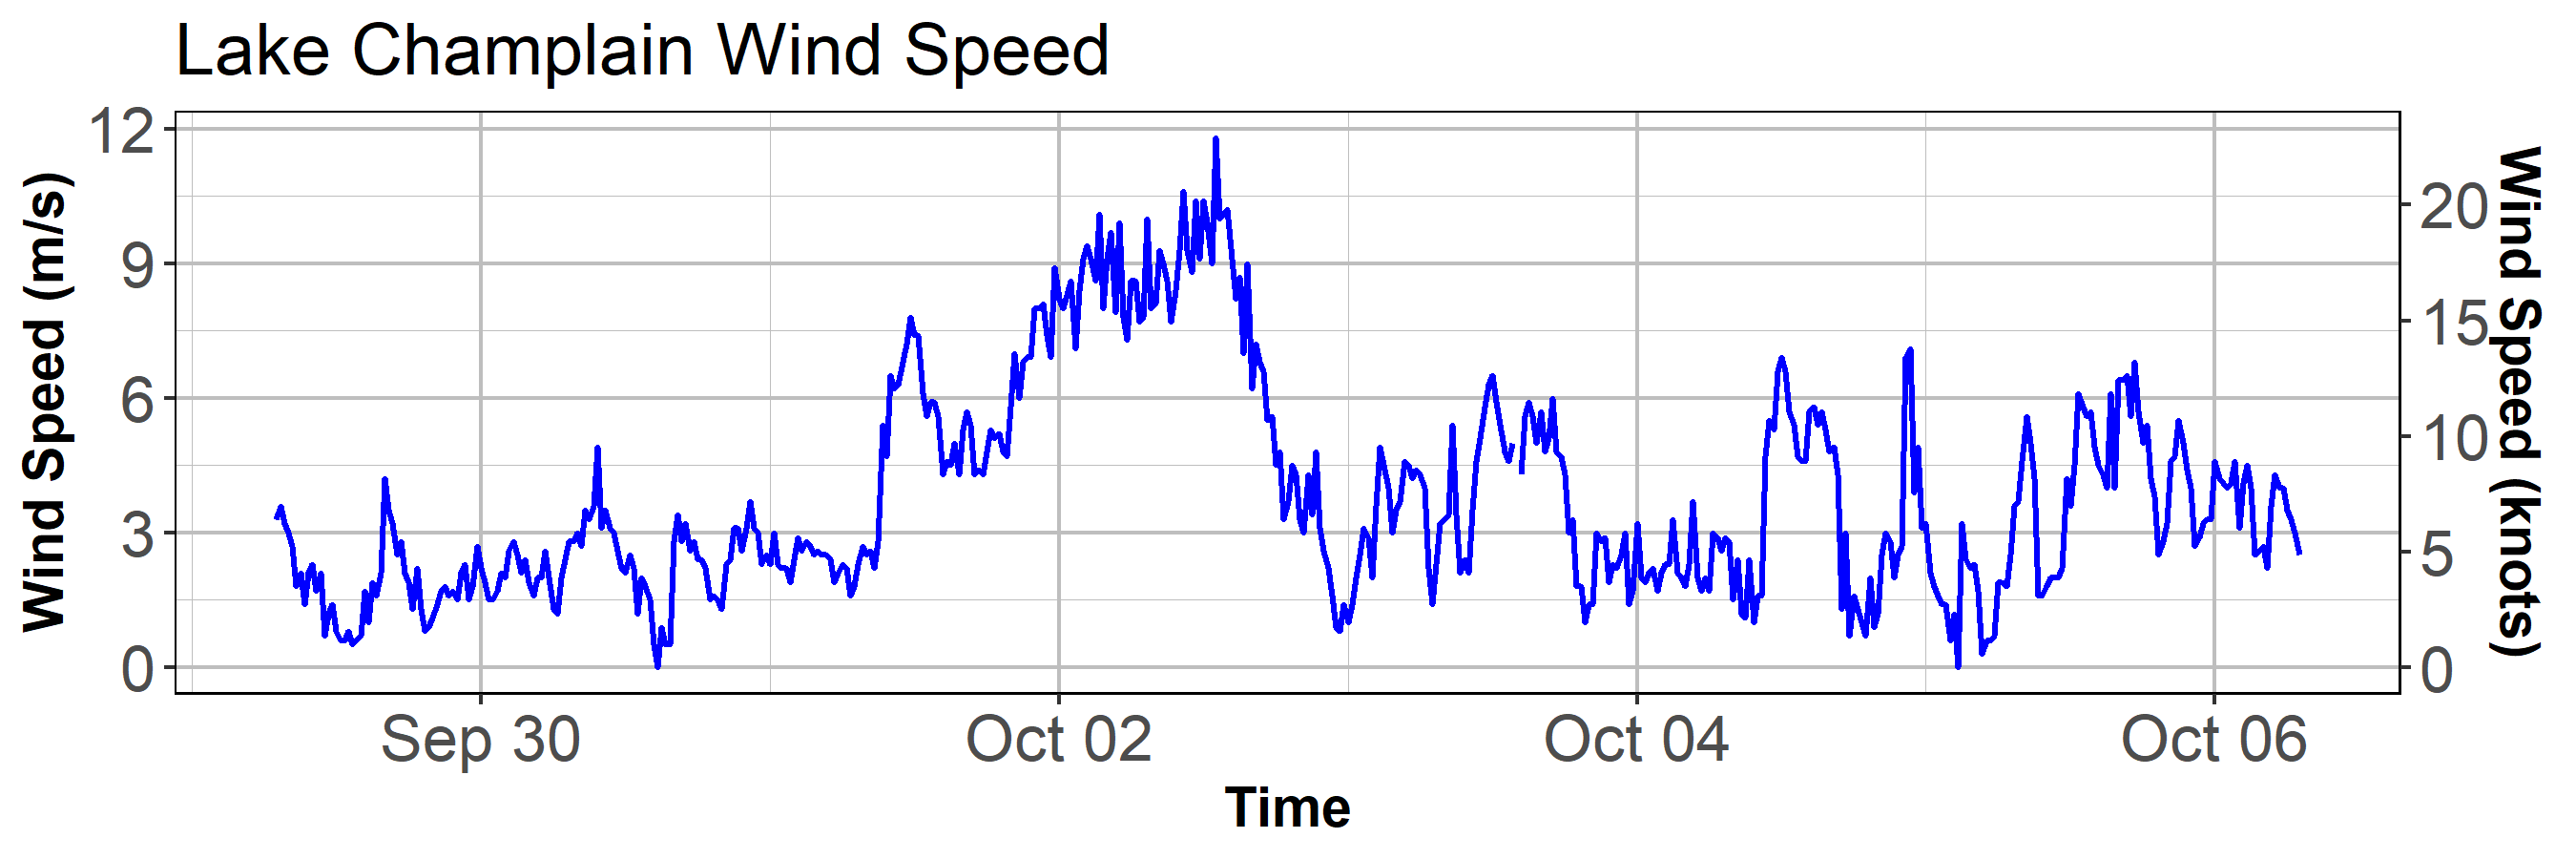 Lake Champlain Wind Speed
Wind Speed (m/s)
12
9
6
3
0
20
15
10
5
0
Wind Speed (knots)
Sep 30 Oct 02 Oct 04 Oct 06
Time